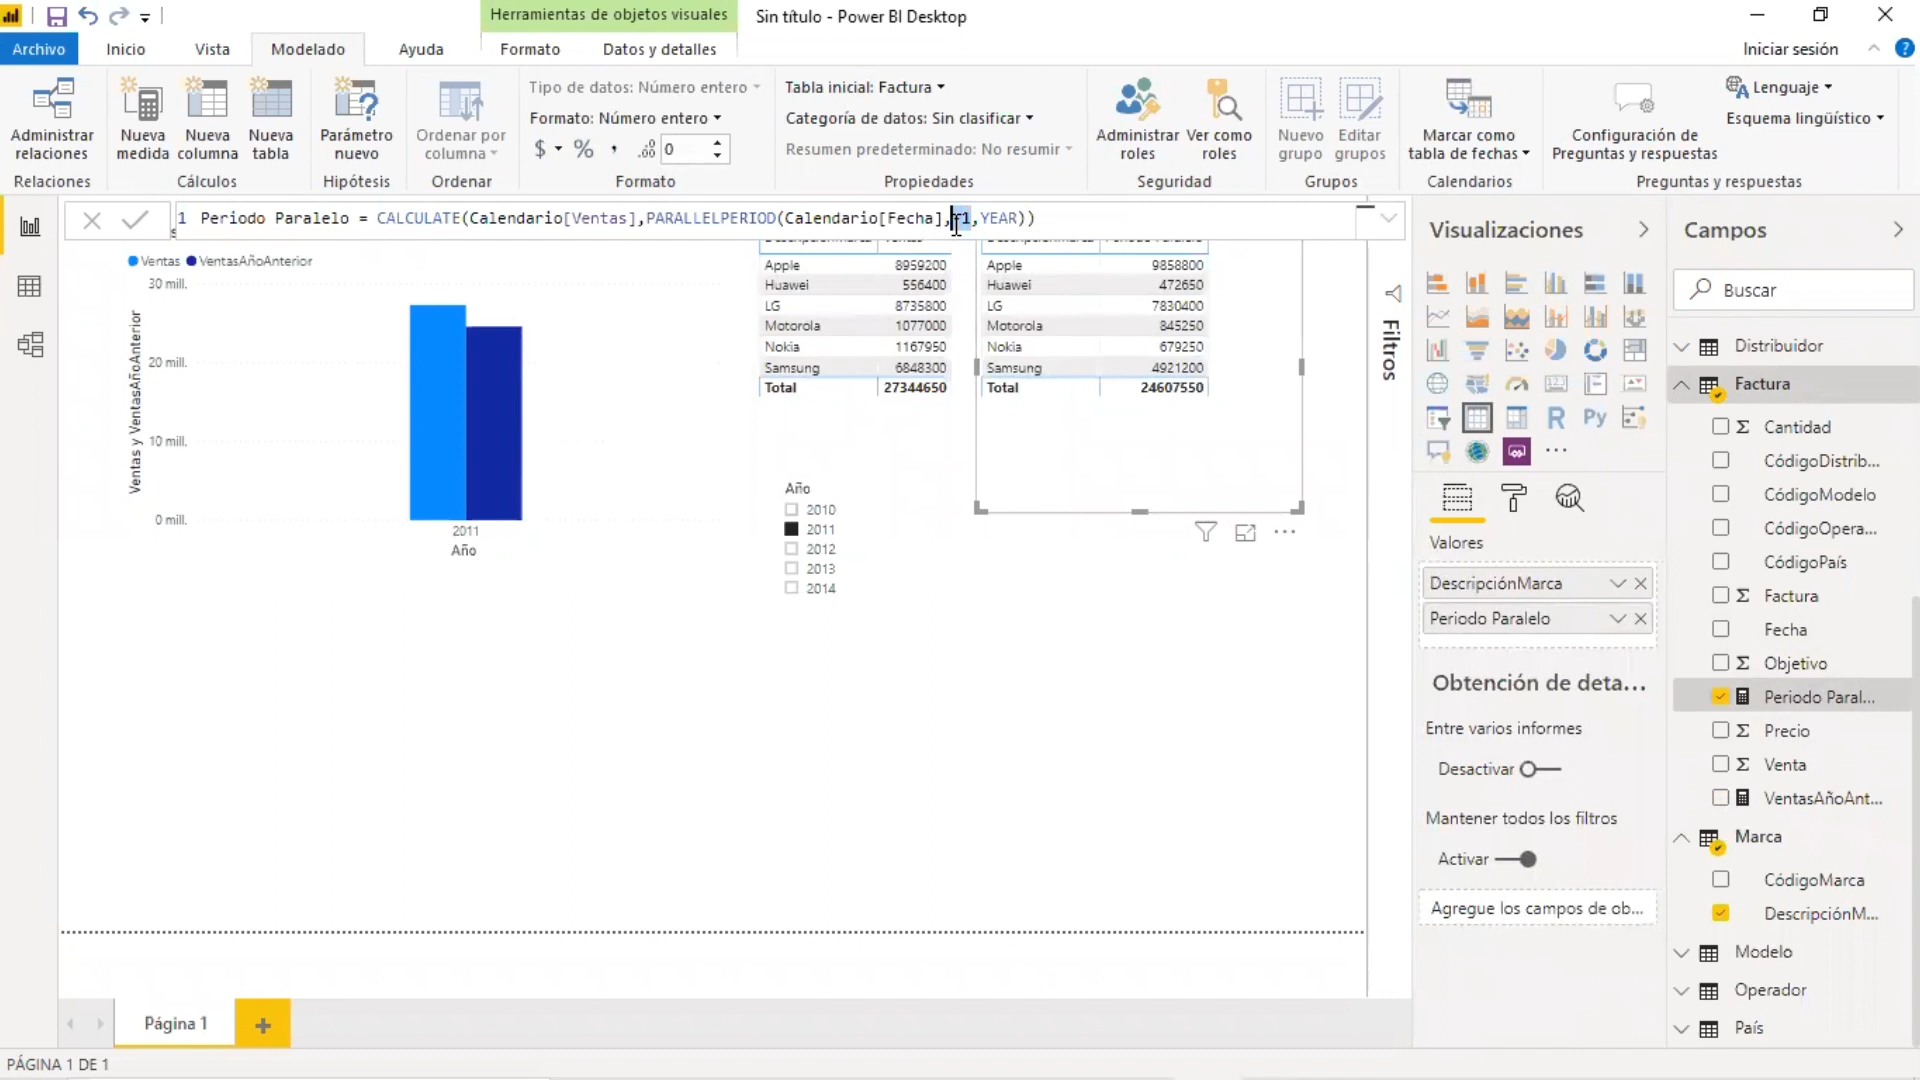 Herramientas de objetos visuales
Sin título - Power BI Desktop
Archivo
Inicio
Vista
Modelado
Ayuda
Formato
Datos y detalles
Iniciar sesión
Administrar relaciones
Nueva medida
Nueva columna
Nueva tabla
Parámetro nuevo
Ordenar por columna
Tipo de datos: Número entero
Formato: Número entero
$ % , 0
Tabla inicial: Factura
Categoría de datos: Sin clasificar
Resumen predeterminado: No resumir
Administrar roles
Ver como roles
Nuevo grupo
Editar grupos
Marcar como tabla de fechas
Configuración de Preguntas y respuestas
Lenguaje
Esquema lingüístico
Relaciones
Cálculos
Hipótesis
Ordenar
Formato
Propiedades
Seguridad
Grupos
Calendarios
Preguntas y respuestas
1 Periodo Paralelo = CALCULATE(Calendario[Ventas],PARALLELPERIOD(Calendario[Fecha],-1,YEAR))
Ventas VentasAñoAnterior
Ventas y VentasAñoAnterior
30 mill.
20 mill.
10 mill.
0 mill.
2011
Año
Apple 8959200
Huawei 556400
LG 8735800
Motorola 1077000
Nokia 1167950
Samsung 6848300
Total 27344650
Apple 9858800
Huawei 472650
LG 7830400
Motorola 845250
Nokia 679250
Samsung 4921200
Total 24607550
Año
2010
2011
2012
2013
2014
Filtros
Visualizaciones
R
Py
Valores
DescripciónMarca
Periodo Paralelo
Obtención de deta...
Entre varios informes
Desactivar
Mantener todos los filtros
Activar
Agregue los campos de ob...
Campos
Buscar
Distribuidor
Factura
Cantidad
CódigoDistrib...
CódigoModelo
CódigoOpera...
CódigoPaís
Factura
Fecha
Objetivo
Periodo Paral...
Precio
Venta
VentasAñoAnt...
Marca
CódigoMarca
DescripciónM...
Modelo
Operador
País
Página 1
PÁGINA 1 DE 1